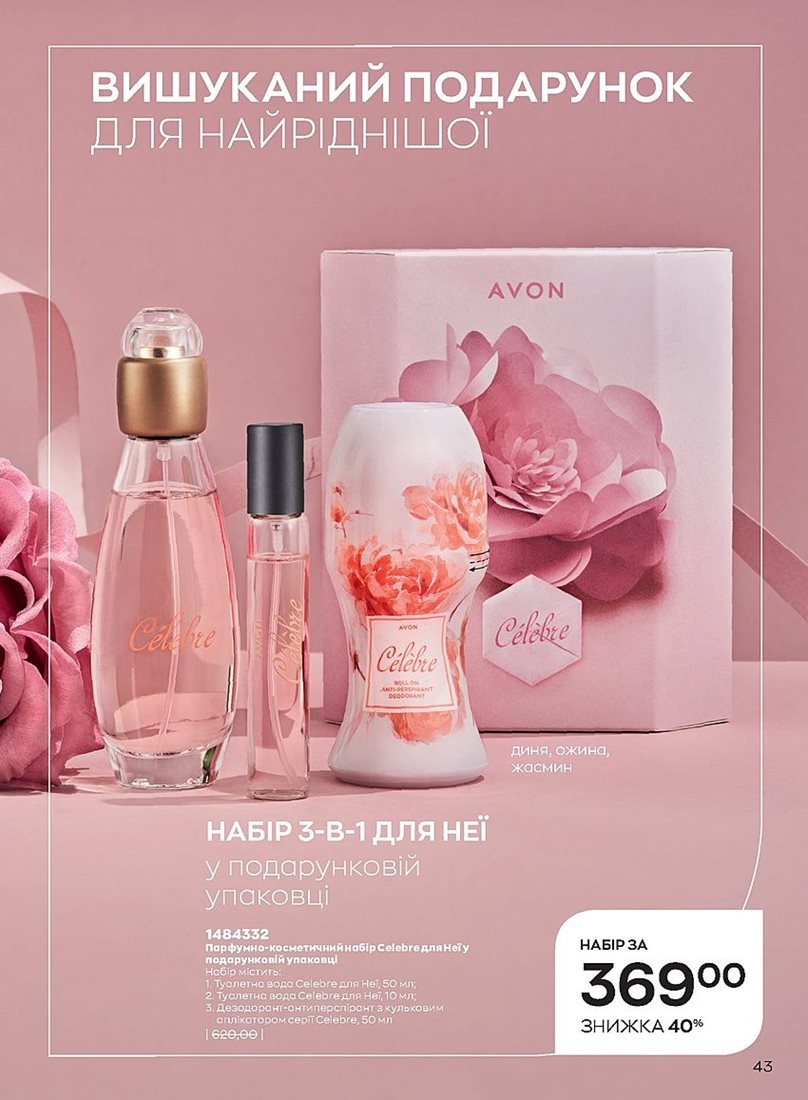 ВИШУКАНИЙ ПОДАРУНОК
ДЛЯ НАЙРІДНІШОЇ
AVON
Célèbre
AVON
Célèbre
AVON
Célèbre
ROLL ON
ANTI-PERSPIRANT
DEODORANT
Célèbre
диня, ожина,
жасмин
НАБІР 3-В-1 ДЛЯ НЕЇ
у подарунковій
упаковці
1484332
Парфумно-косметичний набір Celebre для Неї у
подарунковій упаковці
Набір містить:
1. Туалетна вода Celebre для Неї, 50 мл;
2. Туалетна вода Celebre для Неї, 10 мл;
3. Дезодорант-антиперспірант з кульковим
аплікатором серії Celebre, 50 мл
| 620,00 |
НАБІР ЗА
369⁰⁰
ЗНИЖКА 40%
43